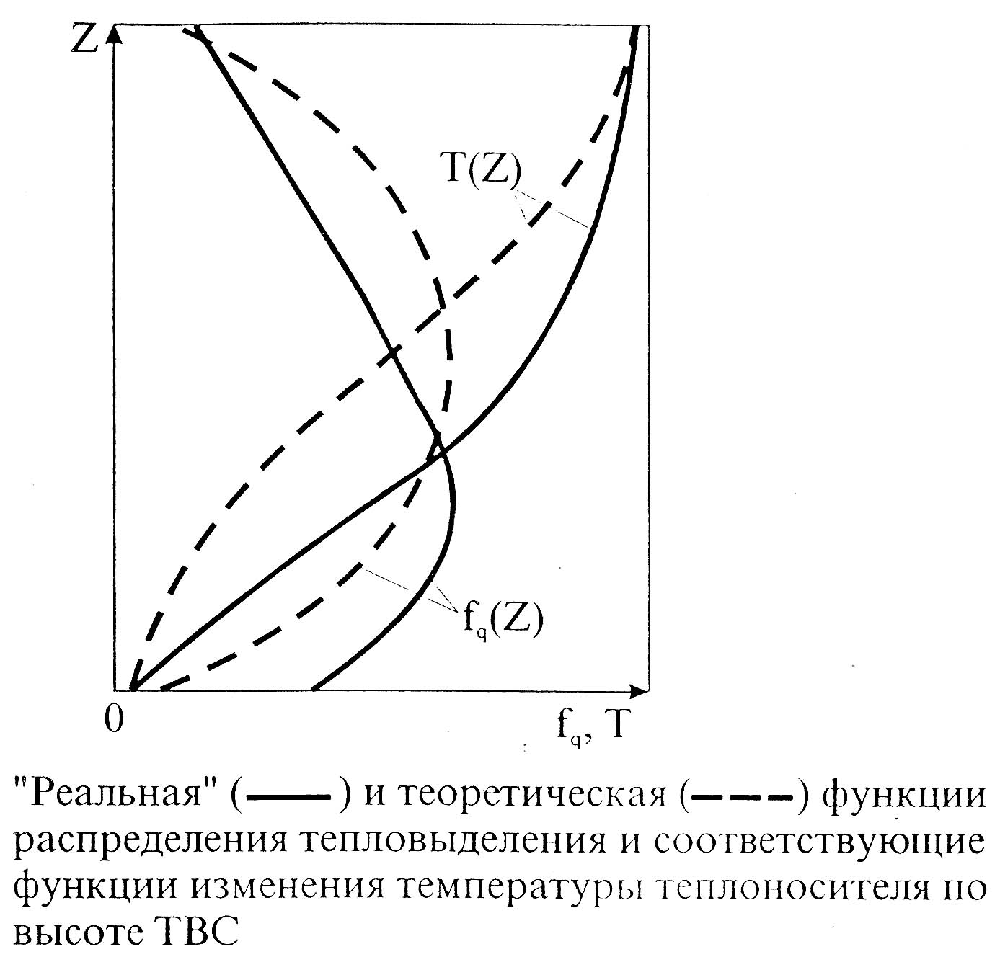 Z
T(Z)
f_q(Z)
0
f_q, T
"Реальная" (———) и теоретическая (– – – –) функции
распределения тепловыделения и соответствующие
функции изменения температуры теплоносителя по
высоте ТВС